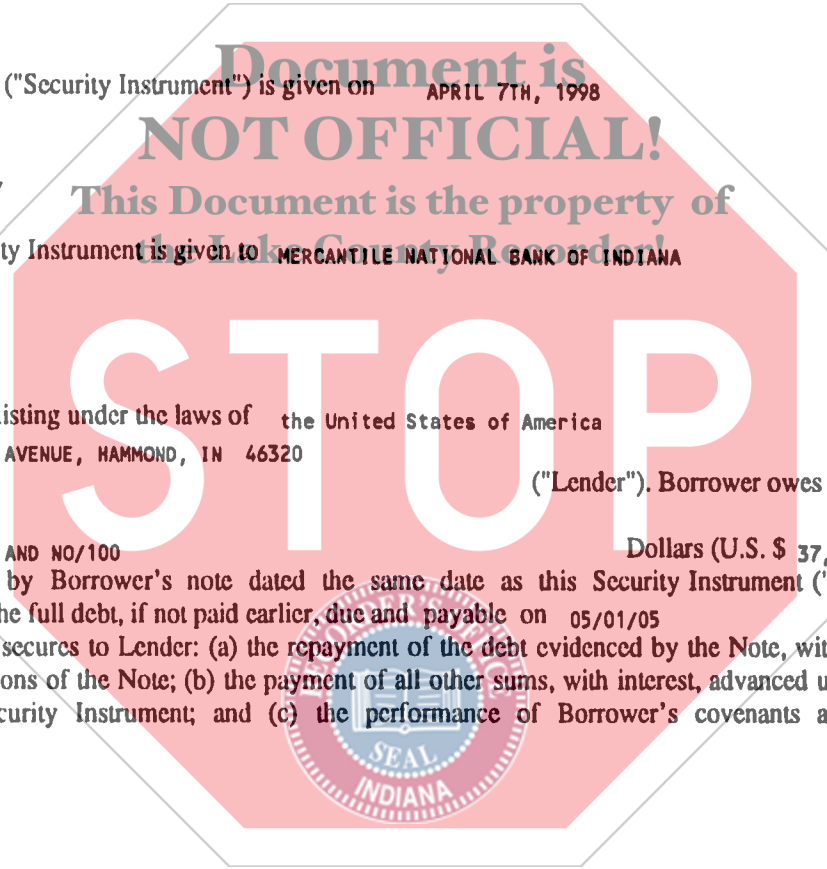 Document is
("Security Instrument") is given on APRIL 7TH, 1998
NOT OFFICIAL!
This Document is the property of
the Lake County Recorder!
ty Instrument is given to MERCANTILE NATIONAL BANK OF INDIANA
STOP
isting under the laws of the United States of America
AVENUE, HAMMOND, IN 46320
("Lender"). Borrower owes
AND NO/100 Dollars (U.S. $ 37,
by Borrower's note dated the same date as this Security Instrument ("
he full debt, if not paid earlier, due and payable on 05/01/05
secures to Lender: (a) the repayment of the debt evidenced by the Note, wit
ons of the Note; (b) the payment of all other sums, with interest, advanced u
curity Instrument; and (c) the performance of Borrower's covenants a
RECORDER'S OFFICE
SEAL
INDIANA